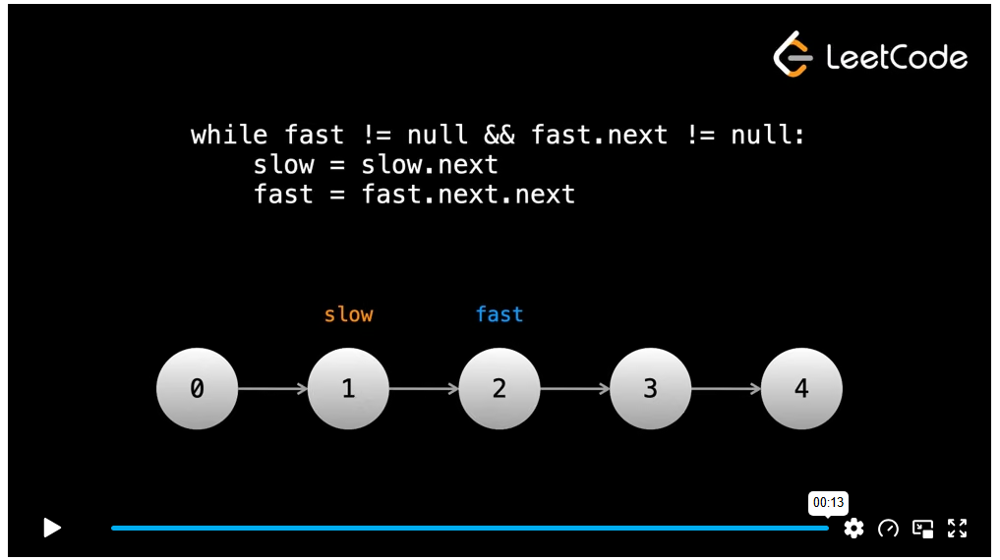 LeetCode
while fast != null && fast.next != null:
    slow = slow.next
    fast = fast.next.next
slow fast
0 1 2 3 4
00:13